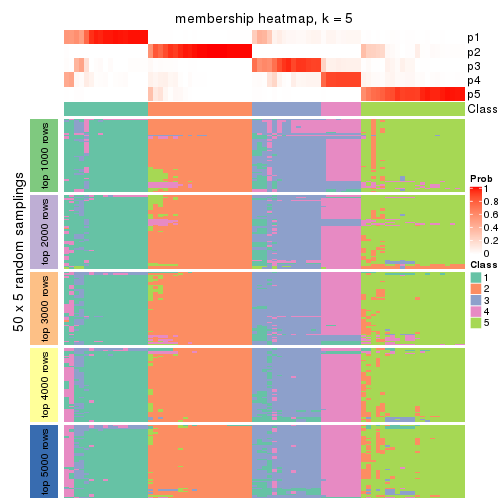 membership heatmap, k = 5
p1
p2
p3
p4
p5
Class
50 x 5 random samplings
top 1000 rows
top 2000 rows
top 3000 rows
top 4000 rows
top 5000 rows
Prob
1
0.8
0.6
0.4
0.2
0
Class
1
2
3
4
5